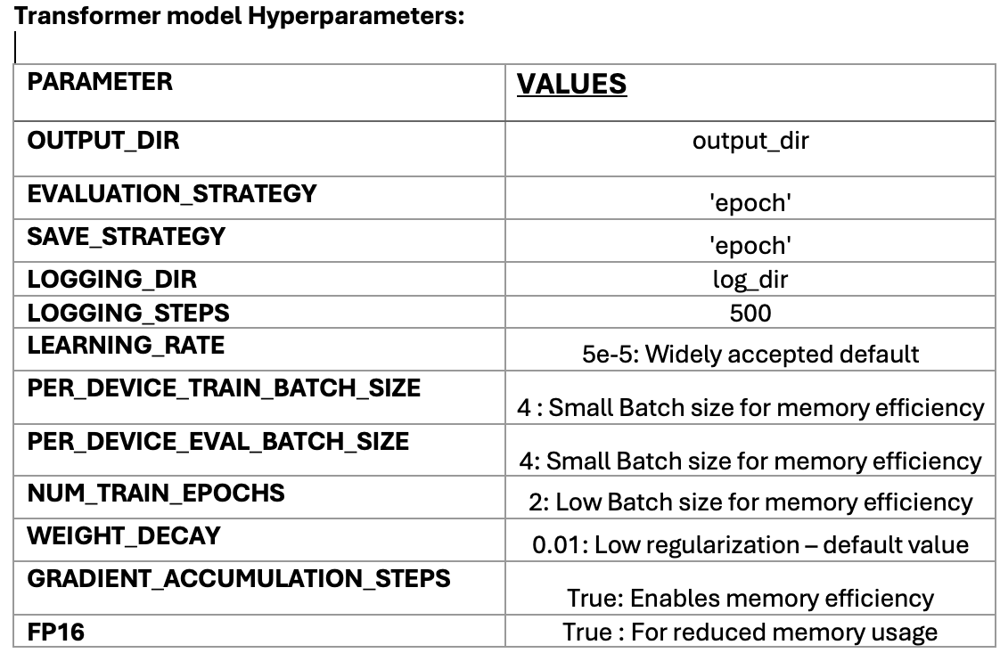 Transformer model Hyperparameters:
PARAMETER VALUES
OUTPUT_DIR output_dir
EVALUATION_STRATEGY 'epoch'
SAVE_STRATEGY 'epoch'
LOGGING_DIR log_dir
LOGGING_STEPS 500
LEARNING_RATE 5e-5: Widely accepted default
PER_DEVICE_TRAIN_BATCH_SIZE 4 : Small Batch size for memory efficiency
PER_DEVICE_EVAL_BATCH_SIZE 4: Small Batch size for memory efficiency
NUM_TRAIN_EPOCHS 2: Low Batch size for memory efficiency
WEIGHT_DECAY 0.01: Low regularization – default value
GRADIENT_ACCUMULATION_STEPS True: Enables memory efficiency
FP16 True : For reduced memory usage